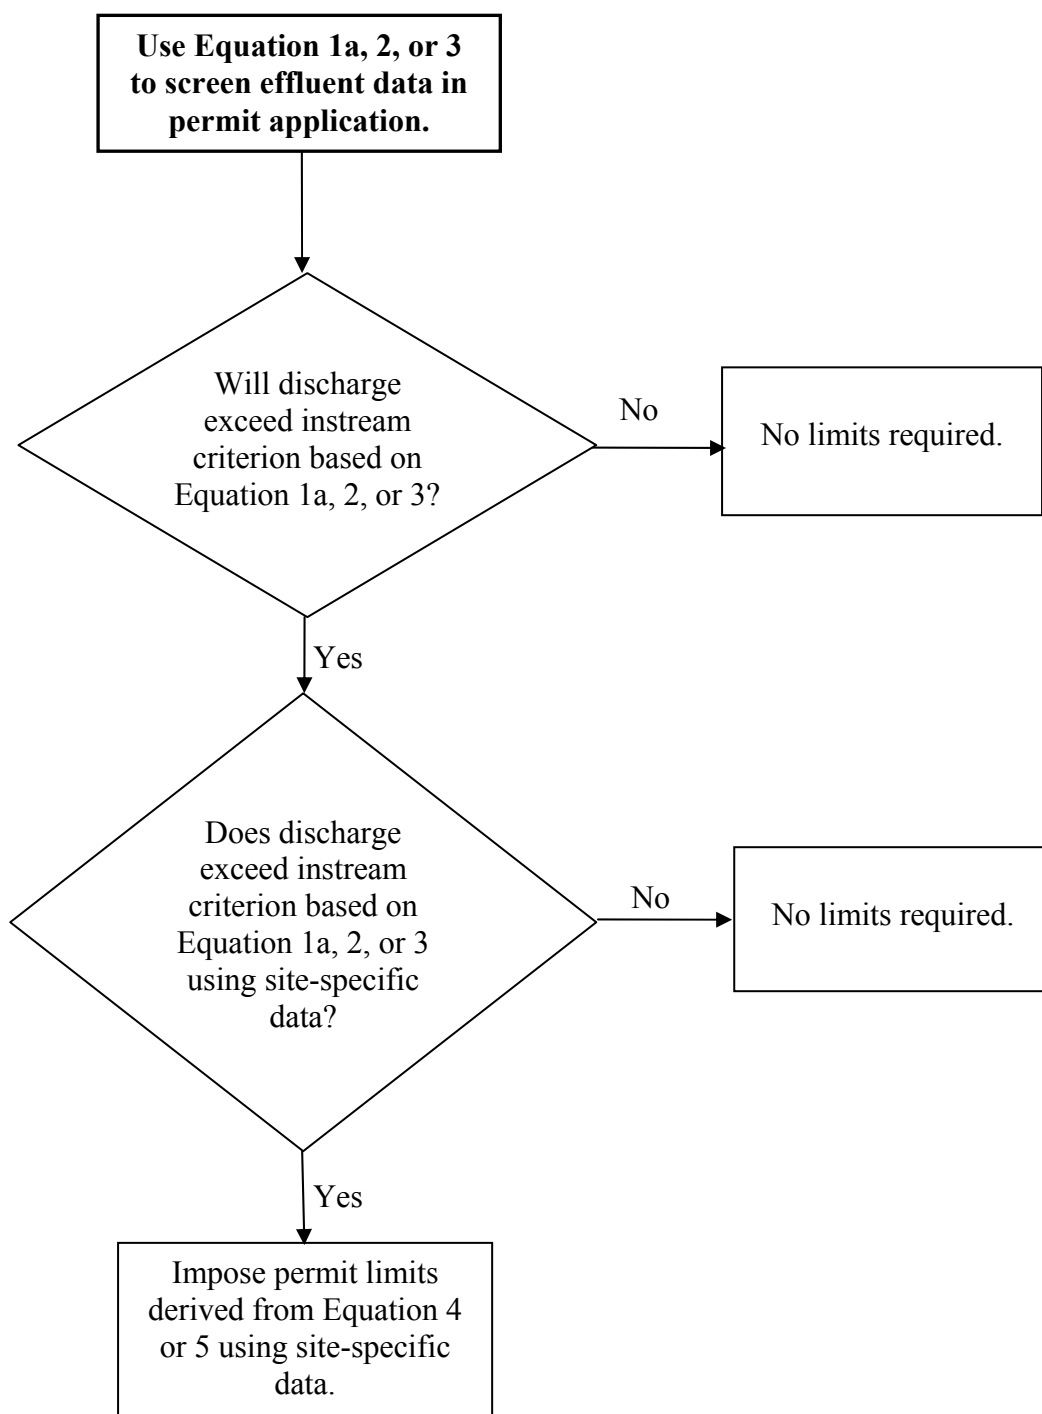 Use Equation 1a, 2, or 3
to screen effluent data in
permit application.
Will discharge
exceed instream
criterion based on
Equation 1a, 2, or 3?
No
No limits required.
Yes
Does discharge
exceed instream
criterion based on
Equation 1a, 2, or 3
using site-specific
data?
No
No limits required.
Yes
Impose permit limits
derived from Equation 4
or 5 using site-specific
data.